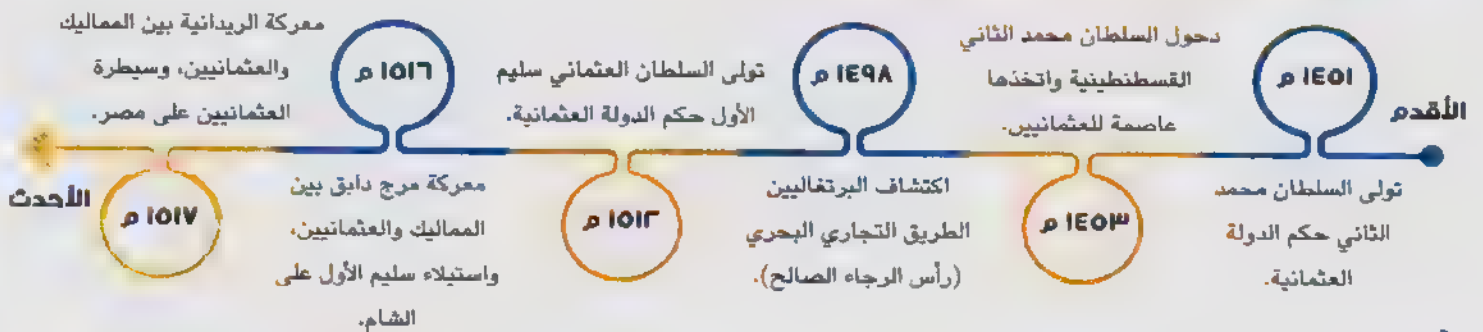 الأقدم
١٤٥١ م
تولى السلطان محمد
الثاني حكم الدولة
العثمانية.
دخول السلطان محمد الثاني
القسطنطينية واتخذها
عاصمة للعثمانيين.
١٤٥٣ م
١٤٩٨ م
اكتشاف البرتغاليين
الطريق التجاري البحري
(رأس الرجاء الصالح).
تولى السلطان العثماني سليم
الأول حكم الدولة العثمانية.
١٥١٢ م
١٥١٦ م
معركة مرج دابق بين
المماليك والعثمانيين،
واستيلاء سليم الأول على
الشام.
معركة الريدانية بين المماليك
والعثمانيين، وسيطرة
العثمانيين على مصر.
١٥١٧ م
الأحدث